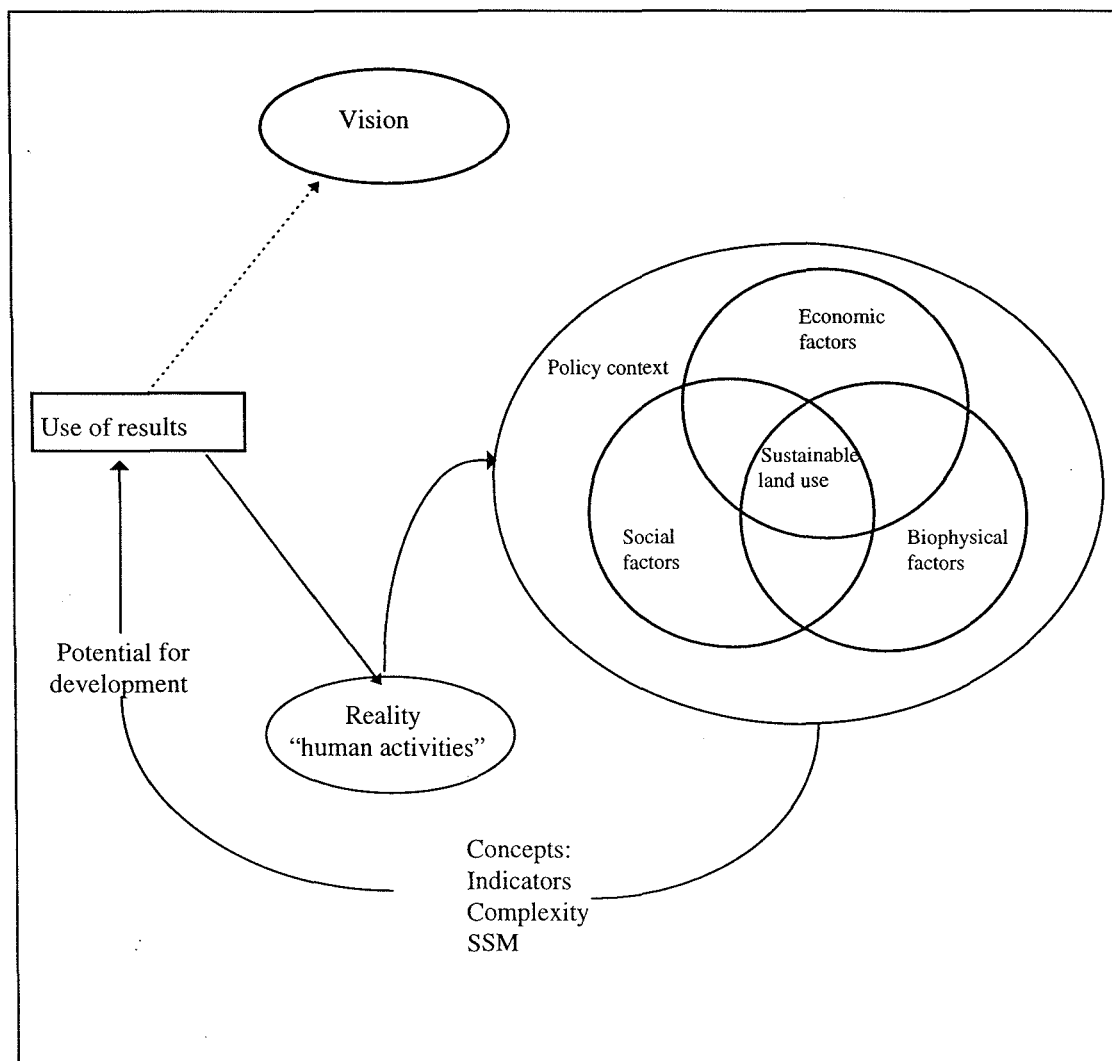 Vision
Economic
factors
Policy context
Use of results
Sustainable
land use
Social
factors
Biophysical
factors
Potential for
development
Reality
“human activities”
Concepts:
Indicators
Complexity
SSM